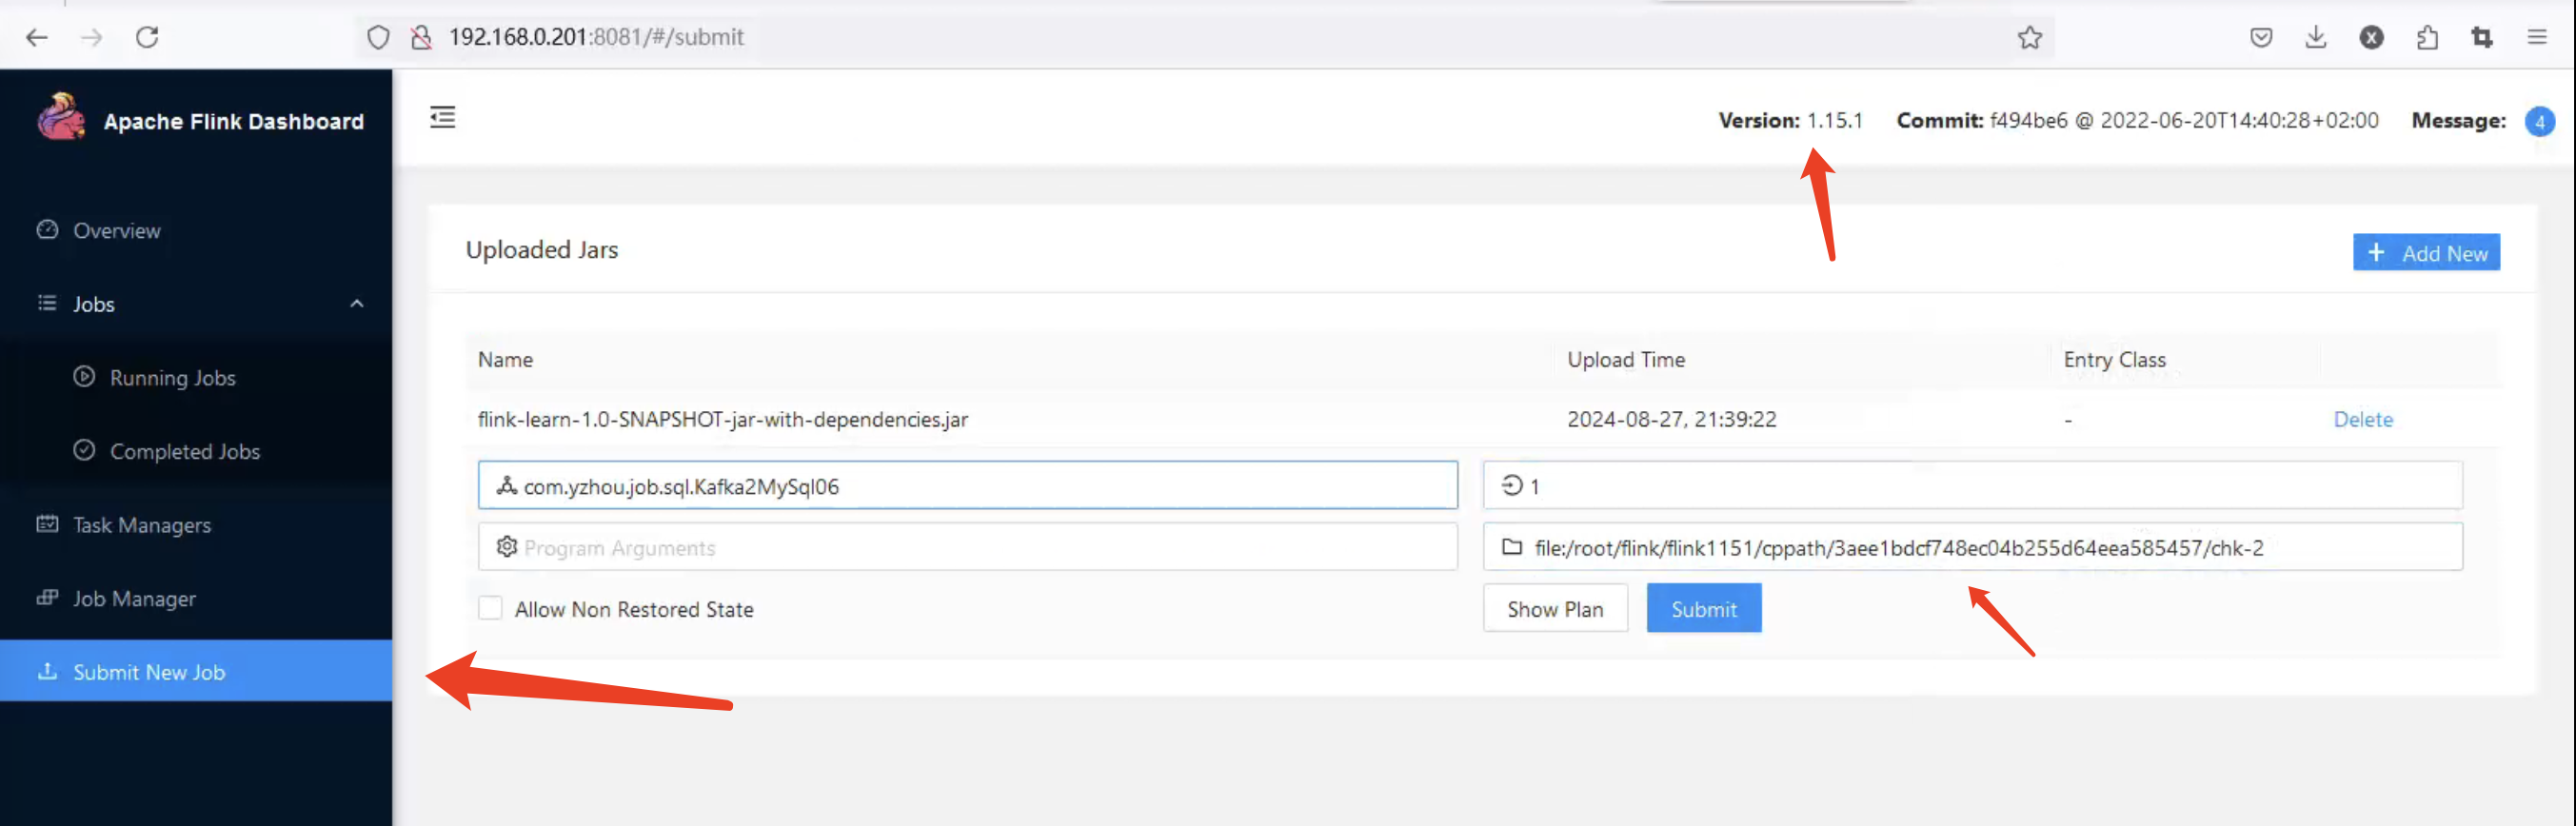 192.168.0.201:8081/#/submit
Apache Flink Dashboard
Version: 1.15.1 Commit: f494be6 @ 2022-06-20T14:40:28+02:00 Message: 4
Overview
Jobs
Running Jobs
Completed Jobs
Task Managers
Job Manager
Submit New Job
Uploaded Jars
+ Add New
Name Upload Time Entry Class
flink-learn-1.0-SNAPSHOT-jar-with-dependencies.jar 2024-08-27, 21:39:22 - Delete
com.yzhou.job.sql.Kafka2MySql06 1
Program Arguments file:/root/flink/flink1151/cppath/3aee1bdcf748ec04b255d64eea585457/chk-2
Allow Non Restored State Show Plan Submit